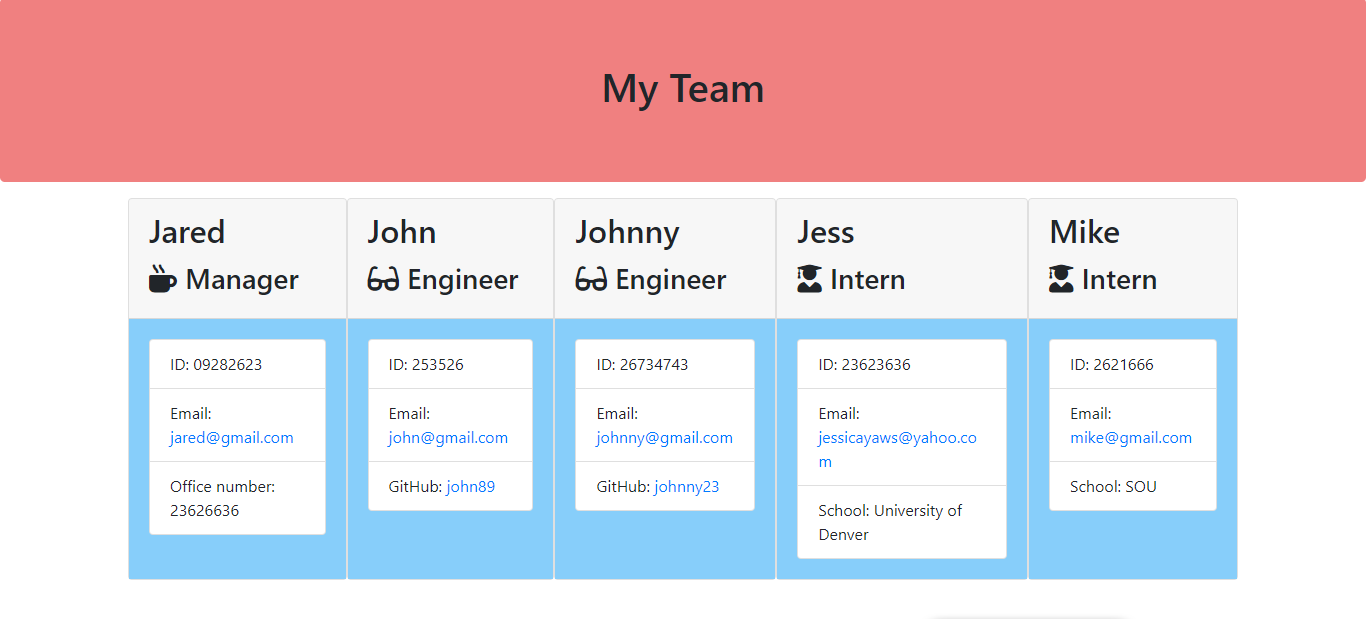 My Team
Jared
Manager
ID: 09282623
Email:
jared@gmail.com
Office number:
23626636
John
Engineer
ID: 253526
Email:
john@gmail.com
GitHub: john89
Johnny
Engineer
ID: 26734743
Email:
johnny@gmail.com
GitHub: johnny23
Jess
Intern
ID: 23623636
Email:
jessicayaws@yahoo.co
m
School: University of
Denver
Mike
Intern
ID: 2621666
Email:
mike@gmail.com
School: SOU